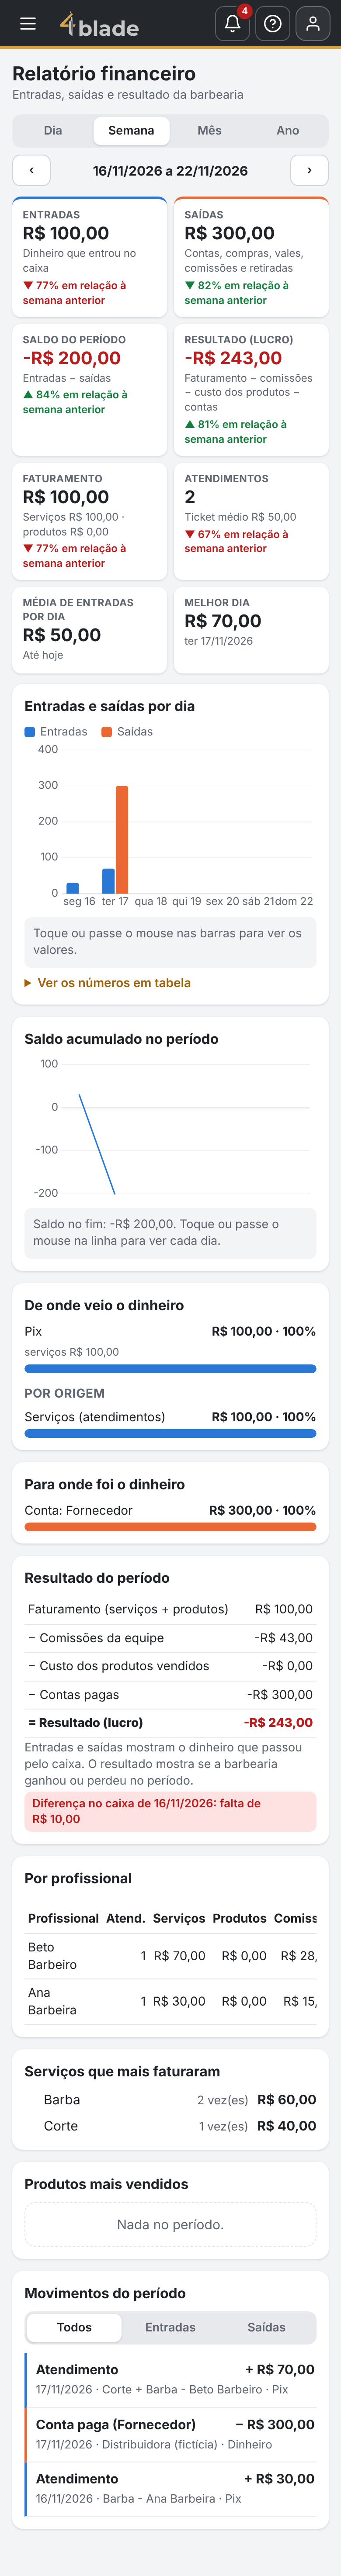 4blade
4
Relatório financeiro
Entradas, saídas e resultado da barbearia
Dia
Semana
Mês
Ano
‹
16/11/2026 a 22/11/2026
›
ENTRADAS
R$ 100,00
Dinheiro que entrou no
caixa
▼ 77% em relação à
semana anterior
SAÍDAS
R$ 300,00
Contas, compras, vales,
comissões e retiradas
▼ 82% em relação à
semana anterior
SALDO DO PERÍODO
-R$ 200,00
Entradas − saídas
▲ 84% em relação à
semana anterior
RESULTADO (LUCRO)
-R$ 243,00
Faturamento − comissões
− custo dos produtos −
contas
▲ 81% em relação à
semana anterior
FATURAMENTO
R$ 100,00
Serviços R$ 100,00 ·
produtos R$ 0,00
▼ 77% em relação à
semana anterior
ATENDIMENTOS
2
Ticket médio R$ 50,00
▼ 67% em relação à
semana anterior
MÉDIA DE ENTRADAS
POR DIA
R$ 50,00
Até hoje
MELHOR DIA
R$ 70,00
ter 17/11/2026
Entradas e saídas por dia
Entradas
Saídas
400
300
200
100
0
seg 16 ter 17 qua 18 qui 19 sex 20 sáb 21 dom 22
Toque ou passe o mouse nas barras para ver os
valores.
▶ Ver os números em tabela
Saldo acumulado no período
100
0
-100
-200
Saldo no fim: -R$ 200,00. Toque ou passe o
mouse na linha para ver cada dia.
De onde veio o dinheiro
Pix R$ 100,00 · 100%
serviços R$ 100,00
POR ORIGEM
Serviços (atendimentos) R$ 100,00 · 100%
Para onde foi o dinheiro
Conta: Fornecedor R$ 300,00 · 100%
Resultado do período
Faturamento (serviços + produtos) R$ 100,00
− Comissões da equipe -R$ 43,00
− Custo dos produtos vendidos -R$ 0,00
− Contas pagas -R$ 300,00
= Resultado (lucro) -R$ 243,00
Entradas e saídas mostram o dinheiro que passou
pelo caixa. O resultado mostra se a barbearia
ganhou ou perdeu no período.
Diferença no caixa de 16/11/2026: falta de
R$ 10,00
Por profissional
Profissional Atend. Serviços Produtos Comiss
Beto
Barbeiro
1 R$ 70,00 R$ 0,00 R$ 28,
Ana
Barbeira
1 R$ 30,00 R$ 0,00 R$ 15,
Serviços que mais faturaram
Barba 2 vez(es) R$ 60,00
Corte 1 vez(es) R$ 40,00
Produtos mais vendidos
Nada no período.
Movimentos do período
Todos
Entradas
Saídas
Atendimento + R$ 70,00
17/11/2026 · Corte + Barba - Beto Barbeiro · Pix
Conta paga (Fornecedor) − R$ 300,00
17/11/2026 · Distribuidora (fictícia) · Dinheiro
Atendimento + R$ 30,00
16/11/2026 · Barba - Ana Barbeira · Pix